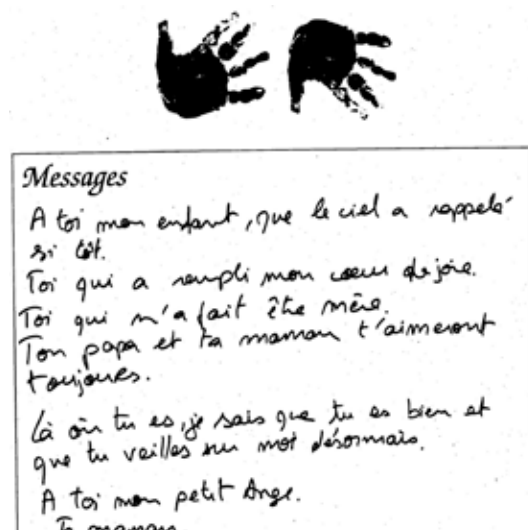 Messages
A toi mon enfant, que le ciel a rappelé
si tôt.
Toi qui a rempli mon coeur de joie.
Toi qui m'a fait être mère.
Ton papa et ta maman t'aimeront
toujours.
Là où tu es, je sais que tu es bien et
que tu veilles sur moi désormais.
A toi mon petit Ange.
Ta maman